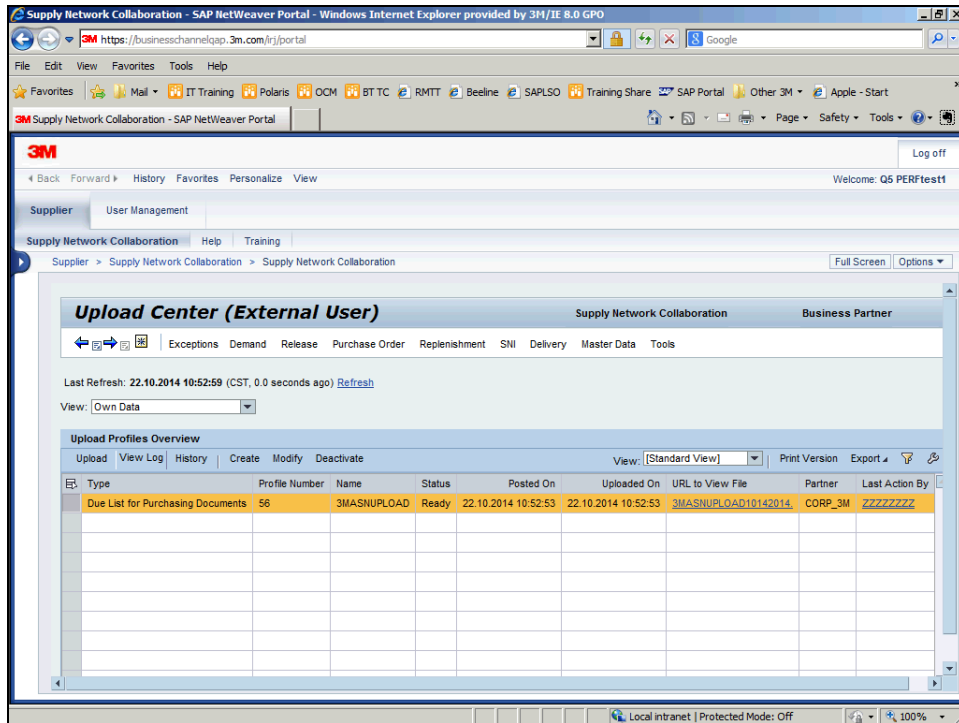 Supply Network Collaboration - SAP NetWeaver Portal - Windows Internet Explorer provided by 3M/IE 8.0 GPO
3M https://businesschannelqap.3m.com/irj/portal Google
File Edit View Favorites Tools Help
Favorites Mail IT Training Polaris OCM BT TC RMTT Beeline SAPLSO Training Share SAP Portal Other 3M Apple - Start
3M Supply Network Collaboration - SAP NetWeaver Portal Page Safety Tools
3M Log off
Back Forward History Favorites Personalize View Welcome: Q5 PERFtest1
Supplier User Management
Supply Network Collaboration Help Training
Supplier > Supply Network Collaboration > Supply Network Collaboration Full Screen Options
Upload Center (External User) Supply Network Collaboration Business Partner
Exceptions Demand Release Purchase Order Replenishment SNI Delivery Master Data Tools
Last Refresh: 22.10.2014 10:52:59 (CST, 0.0 seconds ago) Refresh
View: Own Data
Upload Profiles Overview
Upload View Log History Create Modify Deactivate View: [Standard View] Print Version Export
Type Profile Number Name Status Posted On Uploaded On URL to View File Partner Last Action By
Due List for Purchasing Documents 56 3MASNUPLOAD Ready 22.10.2014 10:52:53 22.10.2014 10:52:53 3MASNUPLOAD10142014. CORP_3M ZZZZZZZZ
Local intranet | Protected Mode: Off 100%